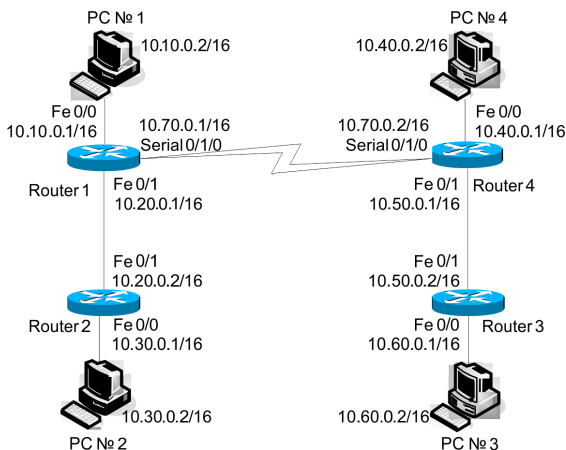 PC № 1
10.10.0.2/16
Fe 0/0
10.10.0.1/16
10.70.0.1/16
Serial 0/1/0
Router 1
Fe 0/1
10.20.0.1/16
Fe 0/1
10.20.0.2/16
Router 2
Fe 0/0
10.30.0.1/16
10.30.0.2/16
PC № 2
PC № 4
10.40.0.2/16
Fe 0/0
10.40.0.1/16
10.70.0.2/16
Serial 0/1/0
Fe 0/1
10.50.0.1/16
Router 4
Fe 0/1
10.50.0.2/16
Fe 0/0
10.60.0.1/16
Router 3
10.60.0.2/16
PC № 3